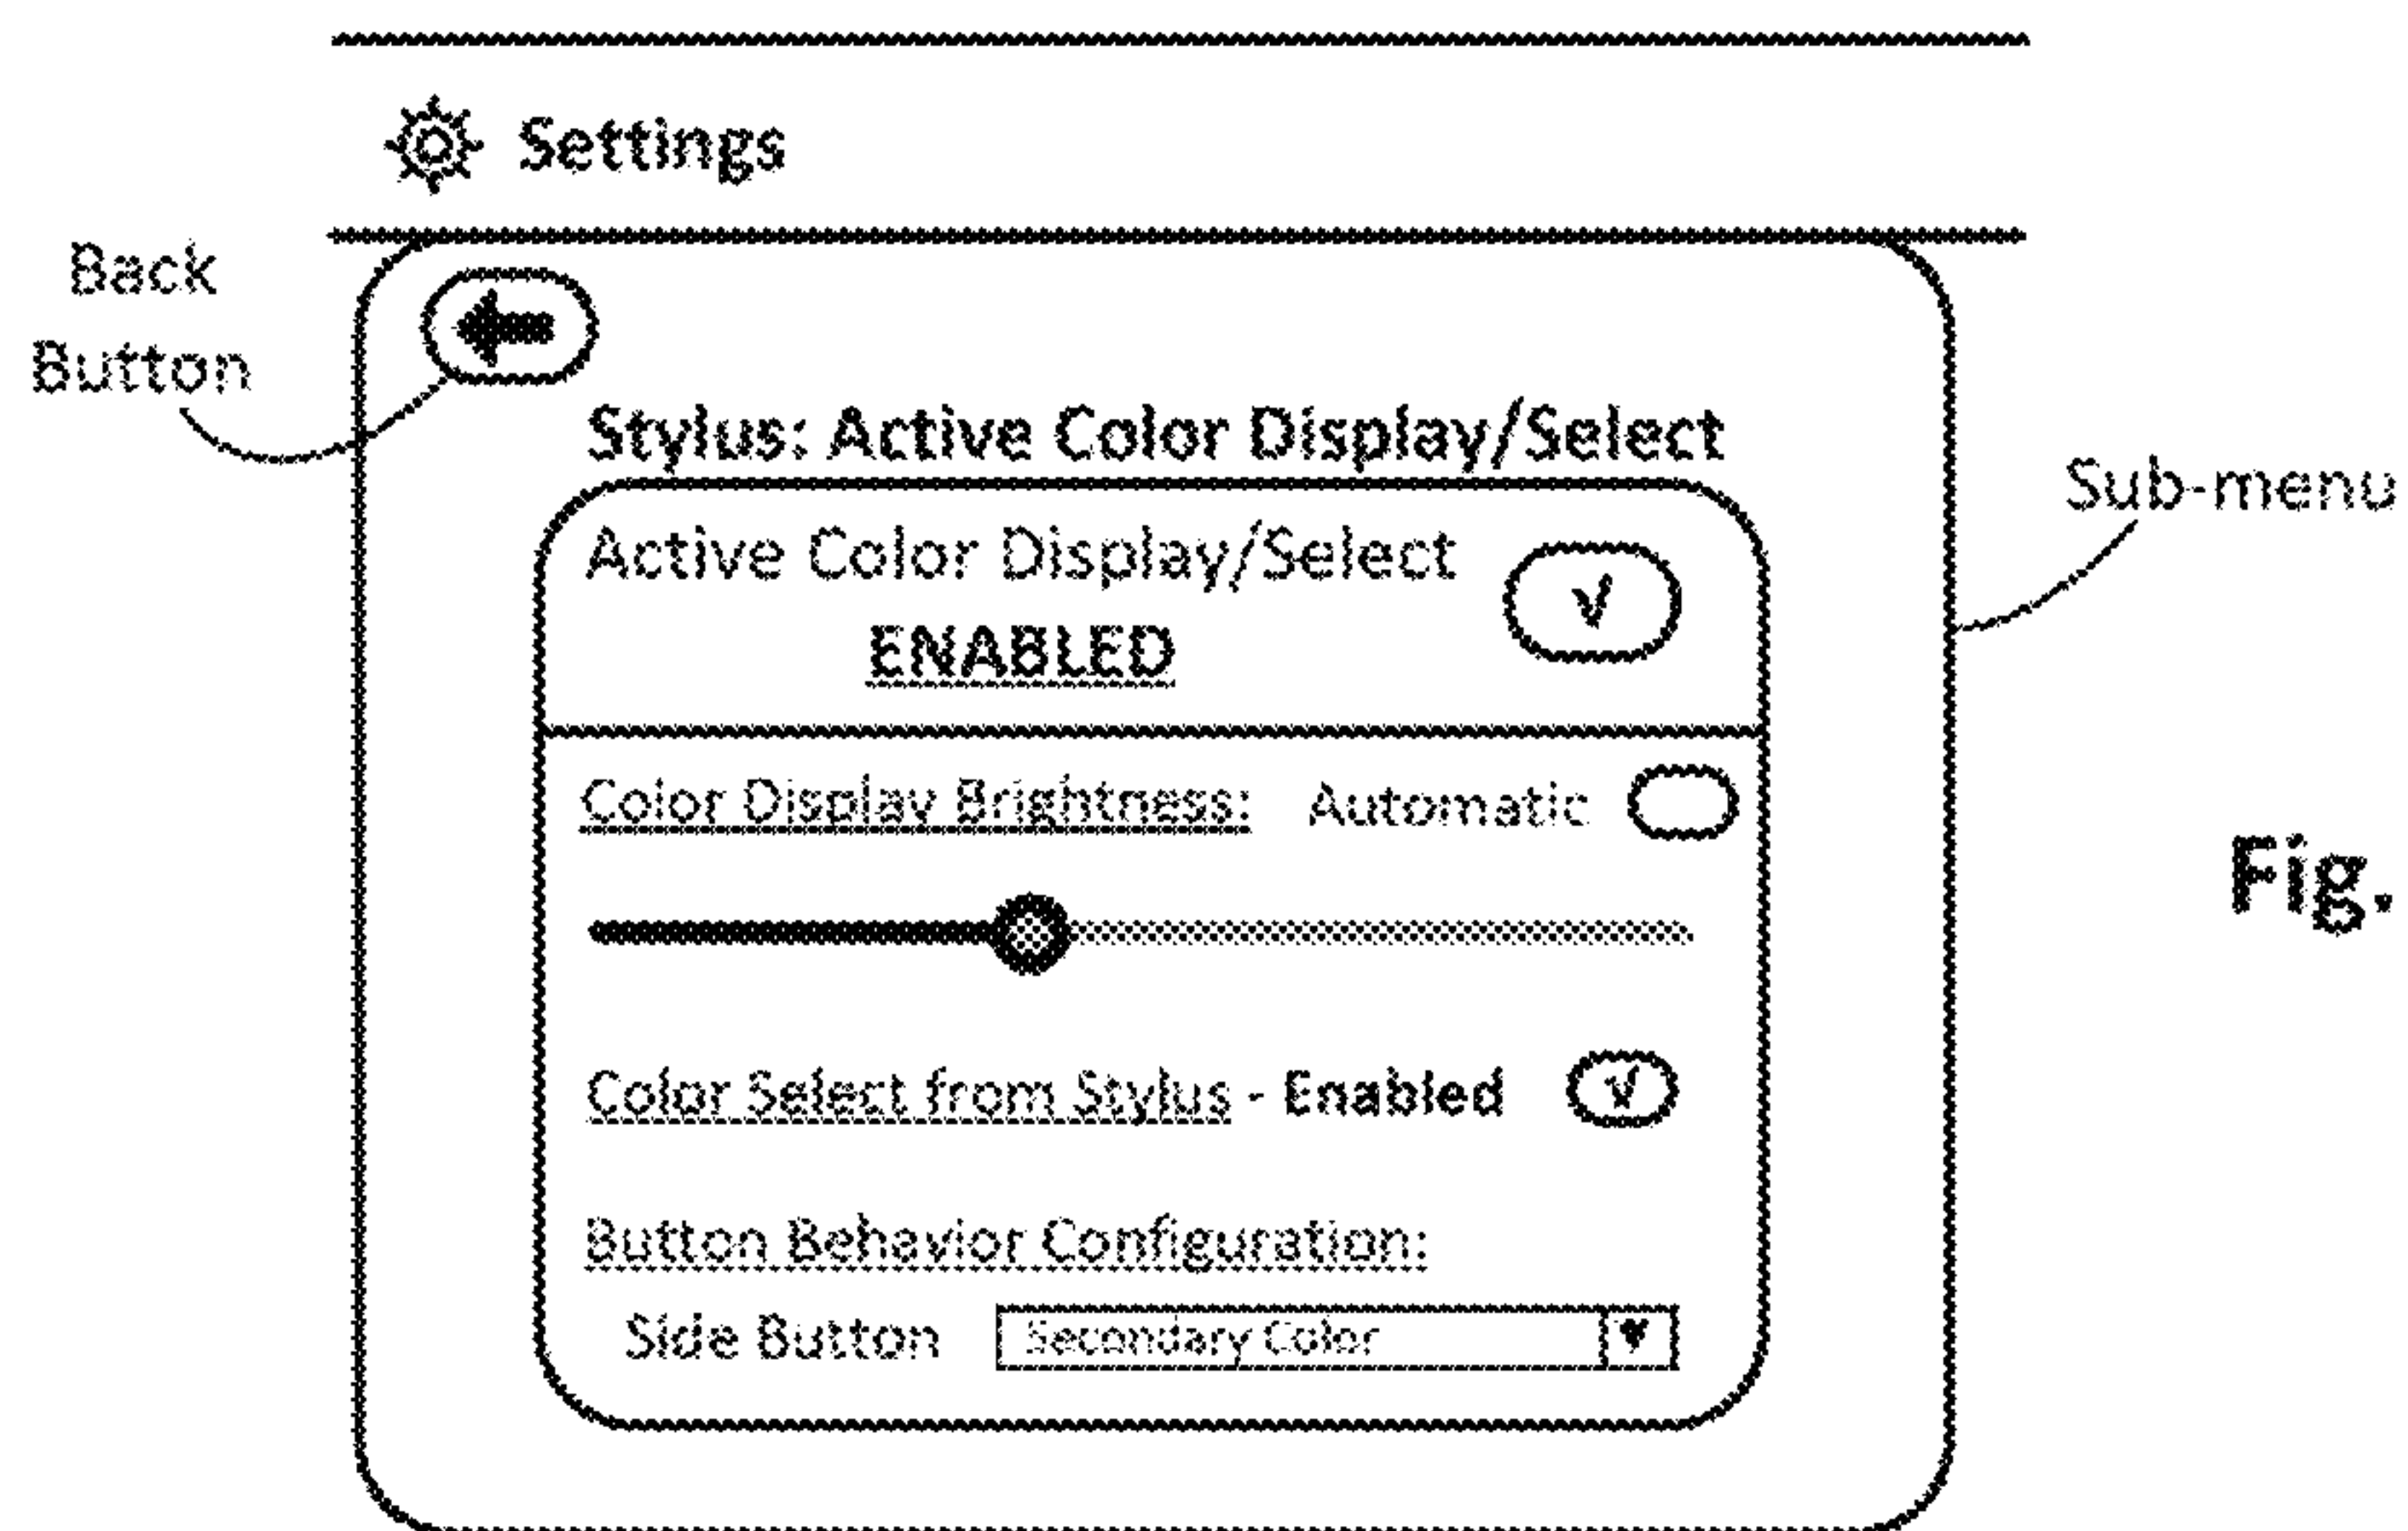 Settings
Back
Button
Stylus: Active Color Display/Select
Sub-menu
Active Color Display/Select
ENABLED
√
Color Display Brightness: Automatic
Fig.
Color Select from Stylus - Enabled √
Button Behavior Configuration:
Side Button Secondary Color